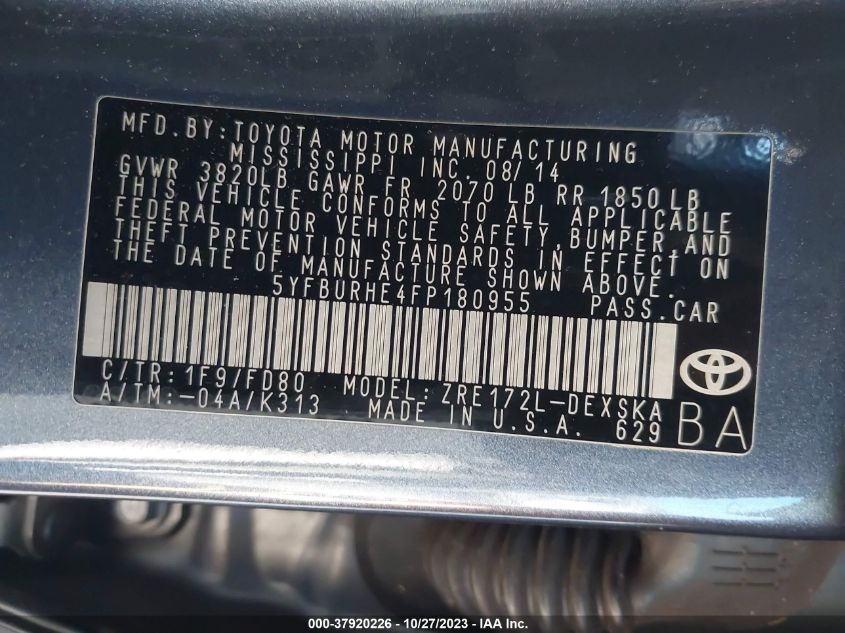 MFD.BY:TOYOTA MOTOR MANUFACTURING
MISSISSIPPI INC. 08/14
GVWR 3820LB GAWR FR 2070 LB RR 1850 LB
THIS VEHICLE CONFORMS TO ALL APPLICABLE
FEDERAL MOTOR VEHICLE SAFETY,BUMPER,AND
THEFT PREVENTION STANDARDS IN EFFECT ON
THE DATE OF MANUFACTURE SHOWN ABOVE.
5YFBURHE4FP180955 PASS.CAR
C/TR:1F9/FD80 MODEL:ZRE172L-DEXSKA
A/TM:-04A/K313 MADE IN U.S.A. 629 BA
000-37920226 - 10/27/2023 - IAA Inc.